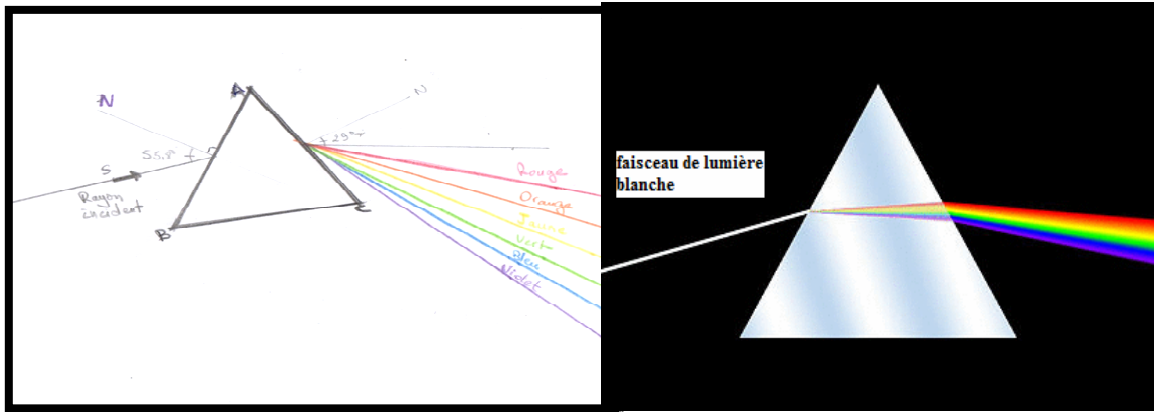 A
N
N
55,8°
29°
S
Rayon
incident
B
C
Rouge
Orange
Jaune
Vert
Bleu
Violet
faisceau de lumière
blanche